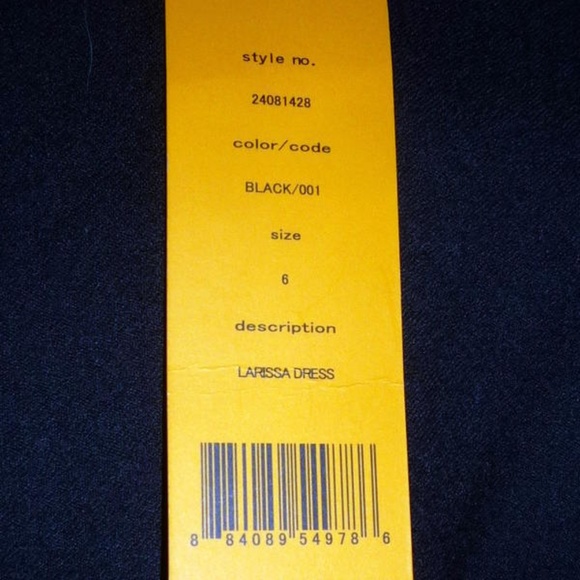 style no.
24081428
color/code
BLACK/001
size
6
description
LARISSA DRESS
8 84089 54978 6